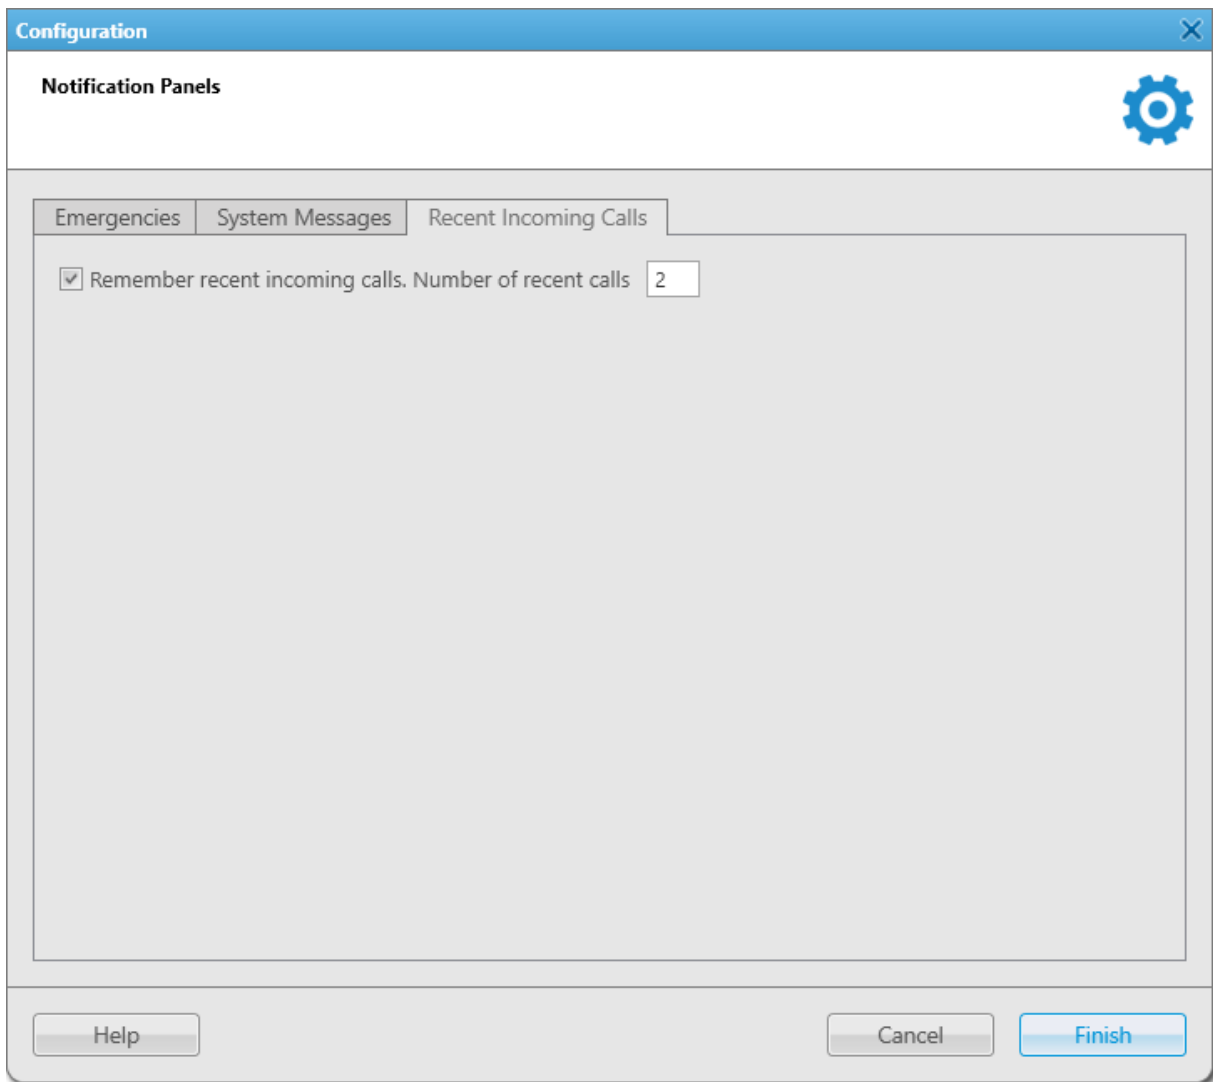 Configuration
Notification Panels
Emergencies System Messages Recent Incoming Calls
Remember recent incoming calls. Number of recent calls 2
Help Cancel Finish